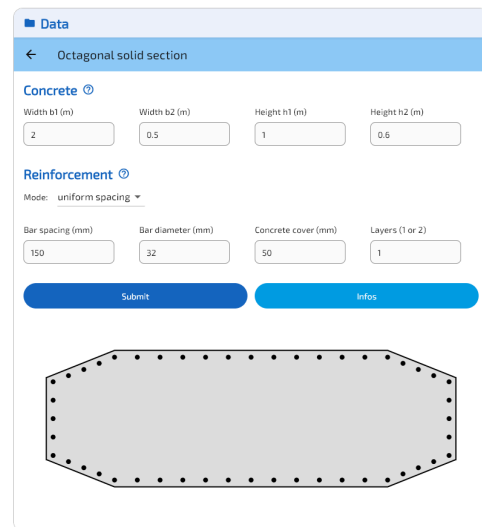 Data
Octagonal solid section
Concrete
Width b1 (m) Width b2 (m) Height h1 (m) Height h2 (m)
2 0.5 1 0.6
Reinforcement
Mode: uniform spacing
Bar spacing (mm) Bar diameter (mm) Concrete cover (mm) Layers (1 or 2)
150 32 50 1
Submit Infos